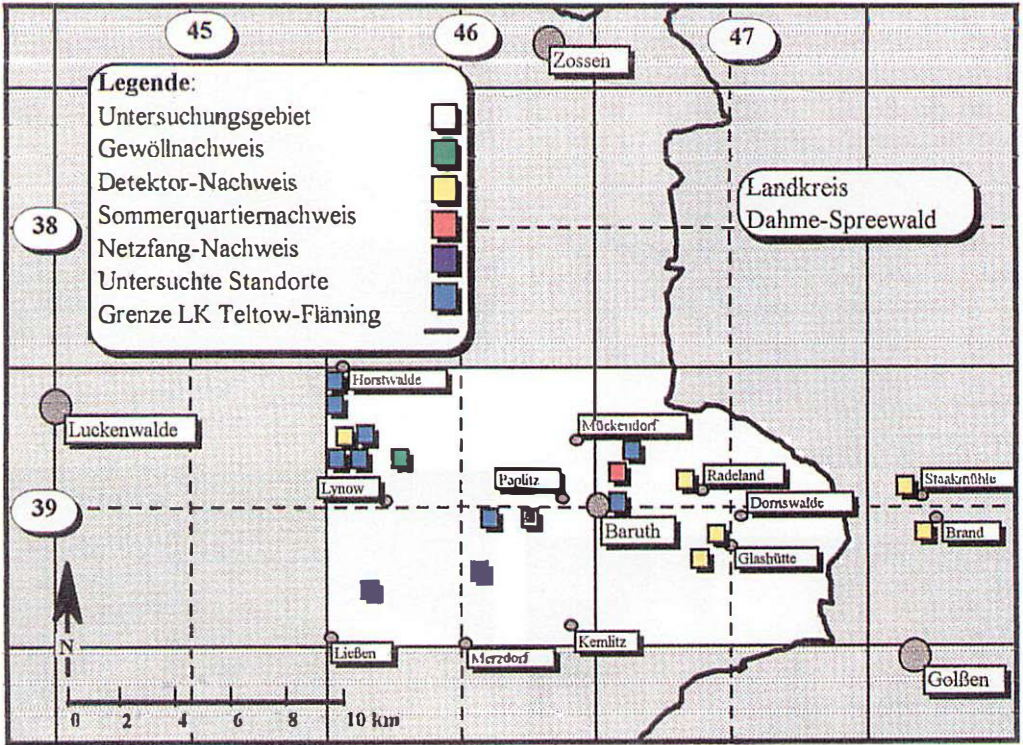 45
46
47
Zossen
Legende:
Untersuchungsgebiet
Gewöllnachweis
Detektor-Nachweis
Sommerquartiernachweis
Netzfang-Nachweis
Untersuchte Standorte
Grenze LK Teltow-Fläming
Landkreis
Dahme-Spreewald
38
Horstwalde
Luckenwalde
Mückendorf
Lynow
Paplitz
Radeland
Staakmühle
39
Dornswalde
Baruth
Brand
Glashütte
N
Ließen
Merzdorf
Kemlitz
Golßen
0 2 4 6 8 10 km